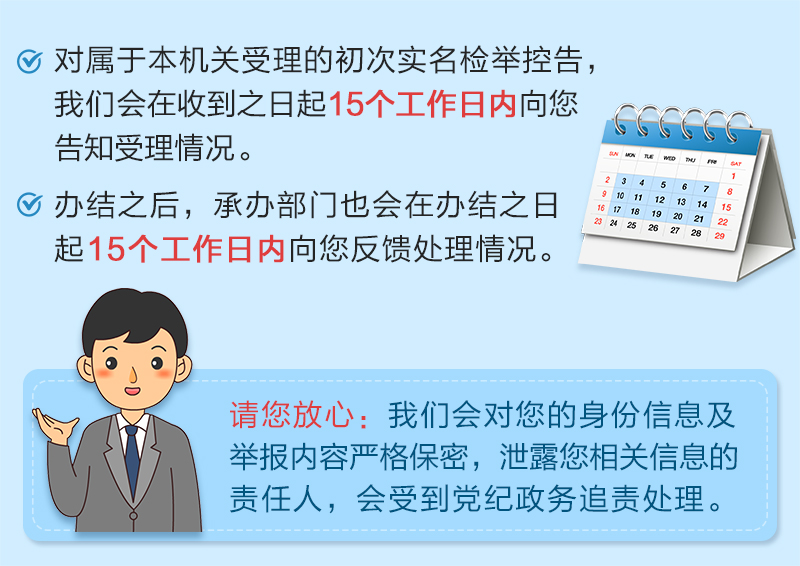 对属于本机关受理的初次实名检举控告，
我们会在收到之日起15个工作日内向您
告知受理情况。
办结之后，承办部门也会在办结之日
起15个工作日内向您反馈处理情况。
SUN MON TUE WED THU FRI SAT
1
2 3 4 5 6 7 8
9 10 11 12 13 14 15
16 17 18 19 20 21 22
23 24 25 26 27 28 29
请您放心：我们会对您的身份信息及
举报内容严格保密，泄露您相关信息的
责任人，会受到党纪政务追责处理。